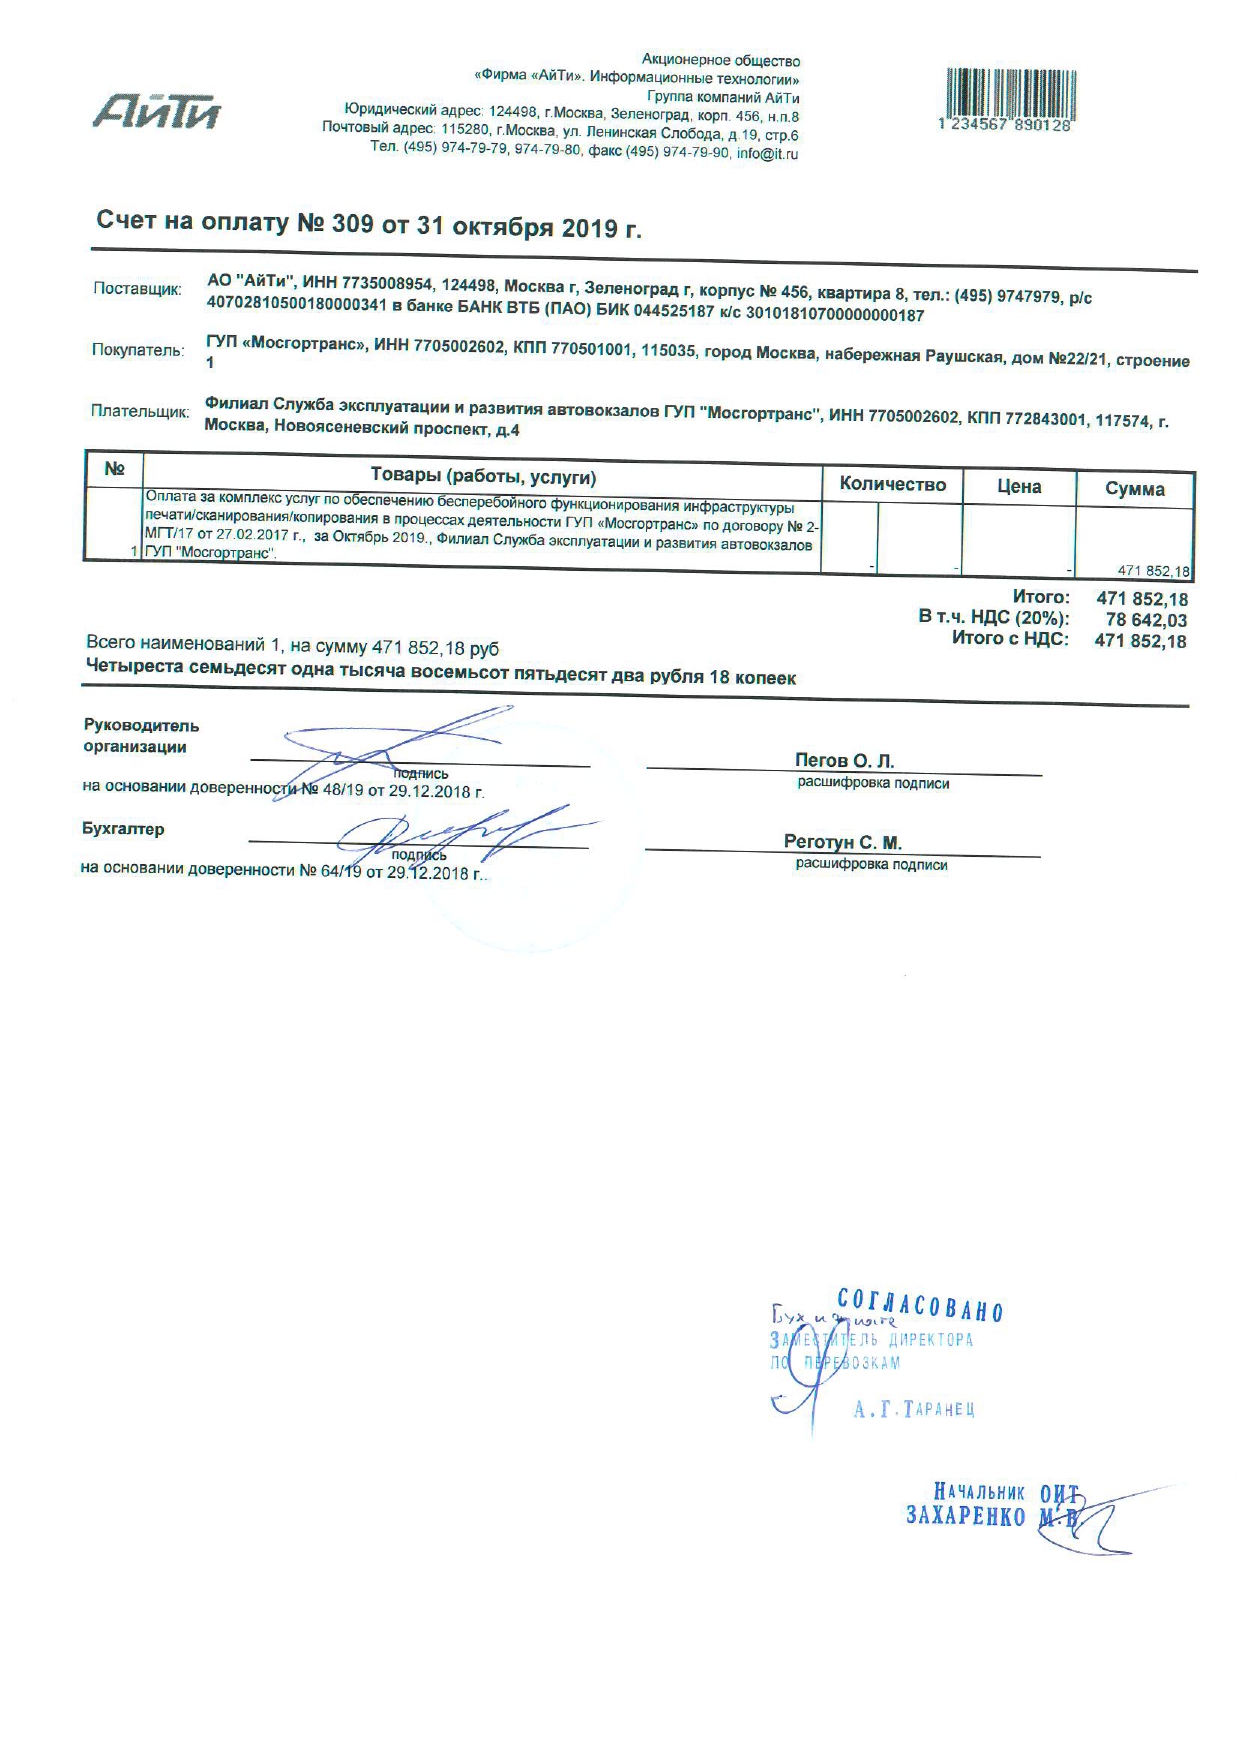 АйТи
Акционерное общество
«Фирма «АйТи». Информационные технологии»
Группа компаний АйТи
Юридический адрес: 124498, г.Москва, Зеленоград, корп. 456, н.п.8
Почтовый адрес: 115280, г.Москва, ул. Ленинская Слобода, д.19, стр.6
Тел. (495) 974-79-79, 974-79-80, факс (495) 974-79-90, info@it.ru
1 234567 890128
Счет на оплату № 309 от 31 октября 2019 г.
Поставщик: АО "АйТи", ИНН 7735008954, 124498, Москва г, Зеленоград г, корпус № 456, квартира 8, тел.: (495) 9747979, р/с
40702810500180000341 в банке БАНК ВТБ (ПАО) БИК 044525187 к/с 30101810700000000187
Покупатель: ГУП «Мосгортранс», ИНН 7705002602, КПП 770501001, 115035, город Москва, набережная Раушская, дом №22/21, строение
1
Плательщик: Филиал Служба эксплуатации и развития автовокзалов ГУП "Мосгортранс", ИНН 7705002602, КПП 772843001, 117574, г.
Москва, Новоясеневский проспект, д.4
№ Товары (работы, услуги) Количество Цена Сумма
Оплата за комплекс услуг по обеспечению бесперебойного функционирования инфраструктуры
печати/сканирования/копирования в процессах деятельности ГУП «Мосгортранс» по договору № 2-
МГТ/17 от 27.02.2017 г., за Октябрь 2019., Филиал Служба эксплуатации и развития автовокзалов
1 ГУП "Мосгортранс". - - - 471 852,18
Итого: 471 852,18
В т.ч. НДС (20%): 78 642,03
Итого с НДС: 471 852,18
Всего наименований 1, на сумму 471 852,18 руб
Четыреста семьдесят одна тысяча восемьсот пятьдесят два рубля 18 копеек
Руководитель
организации Пегов О. Л.
подпись расшифровка подписи
на основании доверенности № 48/19 от 29.12.2018 г.
Бухгалтер Реготун С. М.
подпись расшифровка подписи
на основании доверенности № 64/19 от 29.12.2018 г..
СОГЛАСОВАНО
ЗАМЕСТИТЕЛЬ ДИРЕКТОРА
ПО ПЕРЕВОЗКАМ
А.Г.ТАРАНЕЦ
НАЧАЛЬНИК ОИТ
ЗАХАРЕНКО М.В.